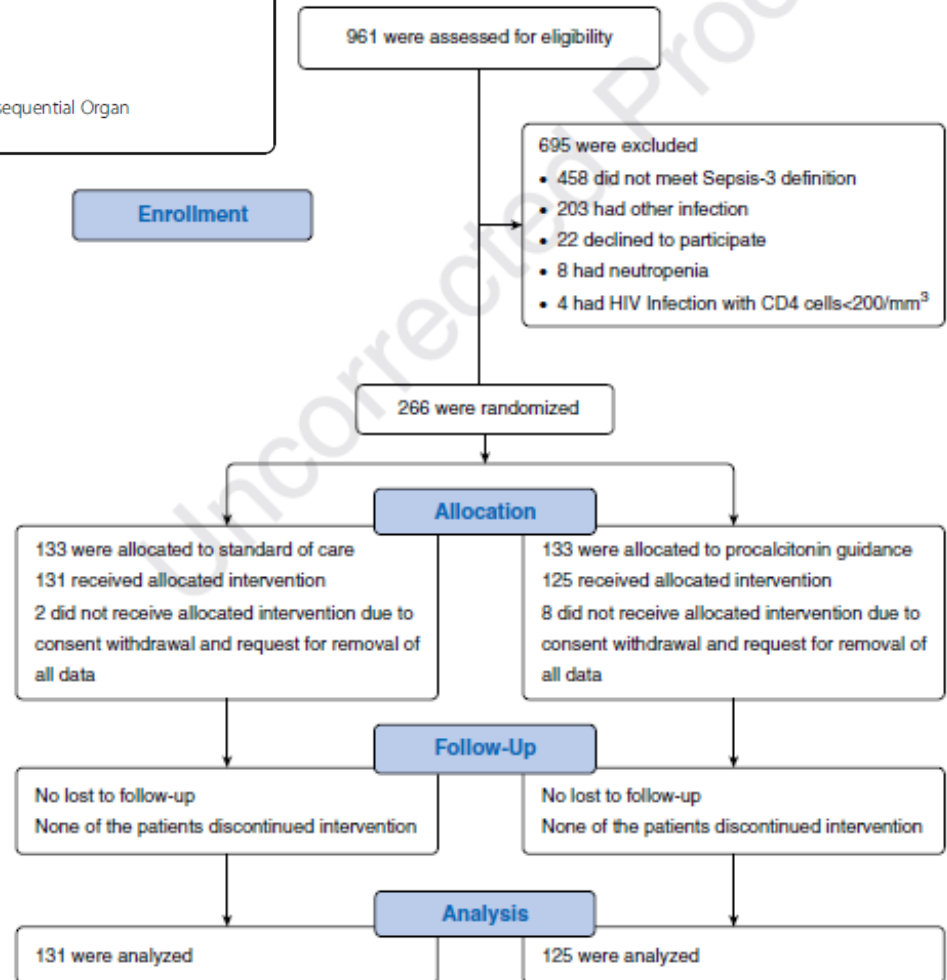 961 were assessed for eligibility
sequential Organ
695 were excluded
• 458 did not meet Sepsis-3 definition
• 203 had other infection
• 22 declined to participate
• 8 had neutropenia
• 4 had HIV Infection with CD4 cells<200/mm³
Enrollment
266 were randomized
Allocation
133 were allocated to standard of care
131 received allocated intervention
2 did not receive allocated intervention due to
consent withdrawal and request for removal of
all data
133 were allocated to procalcitonin guidance
125 received allocated intervention
8 did not receive allocated intervention due to
consent withdrawal and request for removal of
all data
Follow-Up
No lost to follow-up
None of the patients discontinued intervention
No lost to follow-up
None of the patients discontinued intervention
Analysis
131 were analyzed
125 were analyzed
Uncorrected Proo